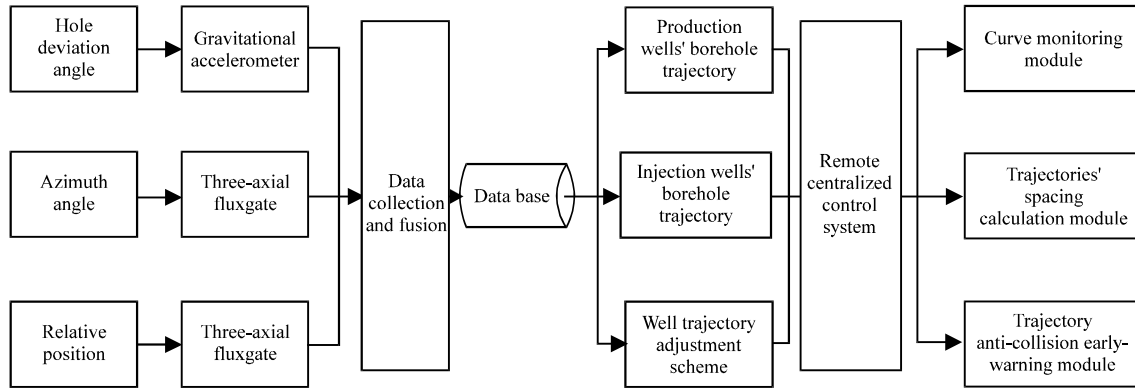 Hole
deviation
angle
Gravitational
accelerometer
Azimuth
angle
Three-axial
fluxgate
Relative
position
Three-axial
fluxgate
Data
collection
and fusion
Data base
Production
wells' borehole
trajectory
Injection wells'
borehole
trajectory
Well trajectory
adjustment
scheme
Remote
centralized
control
system
Curve monitoring
module
Trajectories'
spacing
calculation module
Trajectory
anti-collision early-
warning module